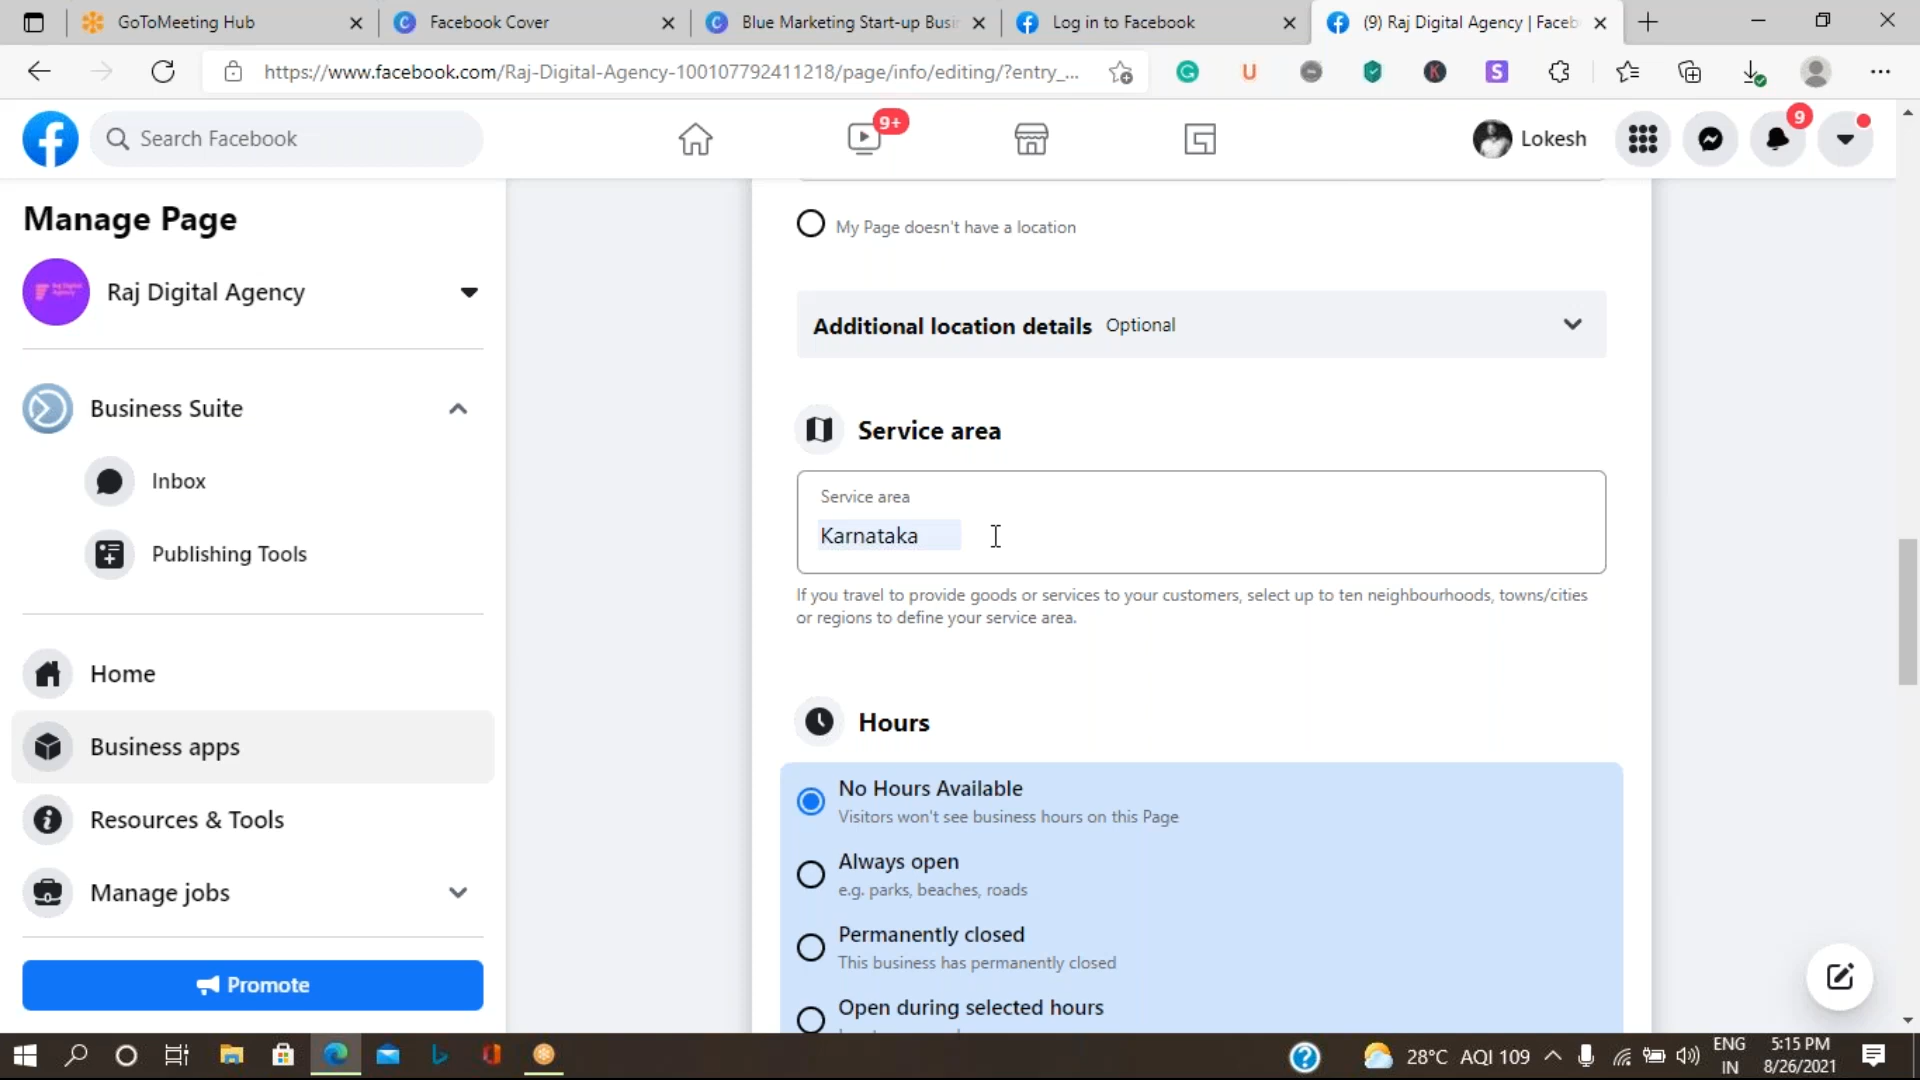 GoToMeeting Hub
Facebook Cover
Blue Marketing Start-up Busi
Log in to Facebook
(9) Raj Digital Agency | Faceb
https://www.facebook.com/Raj-Digital-Agency-100107792411218/page/info/editing/?entry_...
Search Facebook
9+
Lokesh
9
Manage Page
Raj Digital Agency
Business Suite
Inbox
Publishing Tools
Home
Business apps
Resources & Tools
Manage jobs
Promote
My Page doesn't have a location
Additional location details Optional
Service area
Service area
Karnataka
If you travel to provide goods or services to your customers, select up to ten neighbourhoods, towns/cities
or regions to define your service area.
Hours
No Hours Available
Visitors won't see business hours on this Page
Always open
e.g. parks, beaches, roads
Permanently closed
This business has permanently closed
Open during selected hours
28°C AQI 109
ENG
IN
5:15 PM
8/26/2021